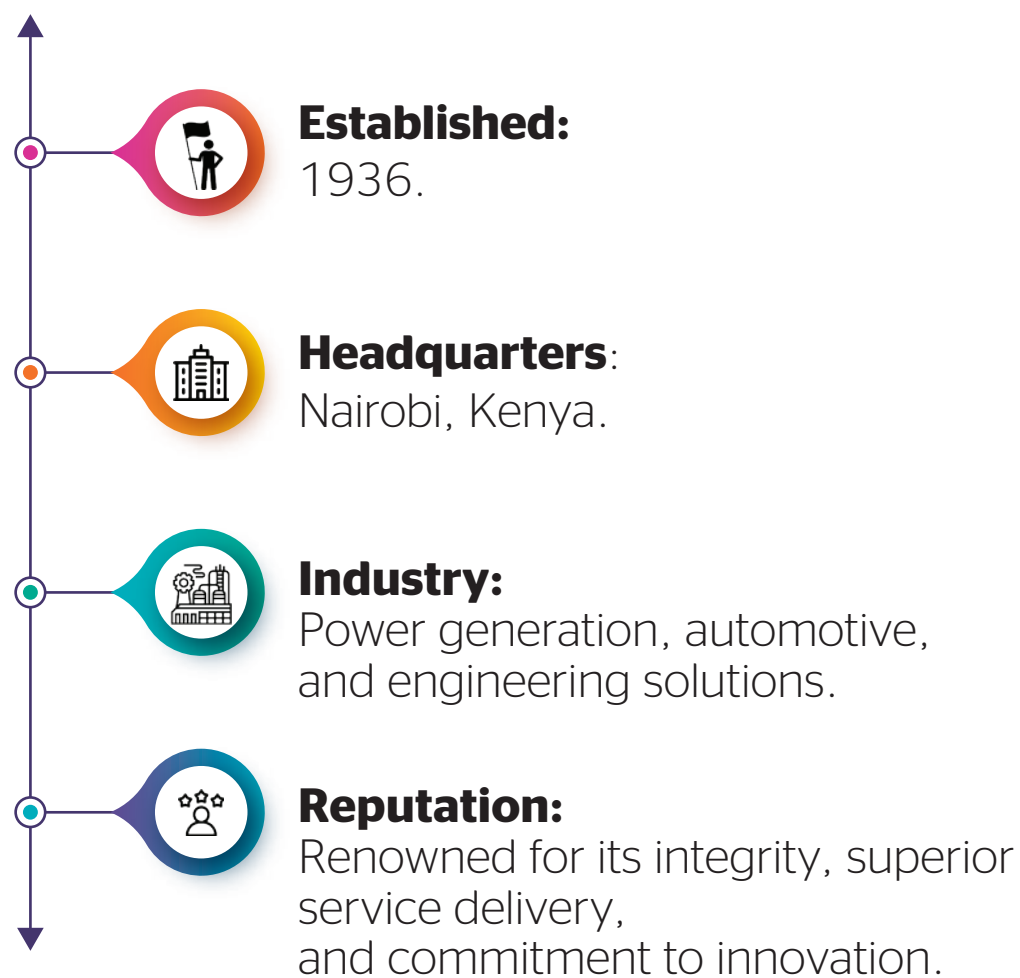 Established:
1936.
Headquarters:
Nairobi, Kenya.
Industry:
Power generation, automotive,
and engineering solutions.
Reputation:
Renowned for its integrity, superior
service delivery,
and commitment to innovation.